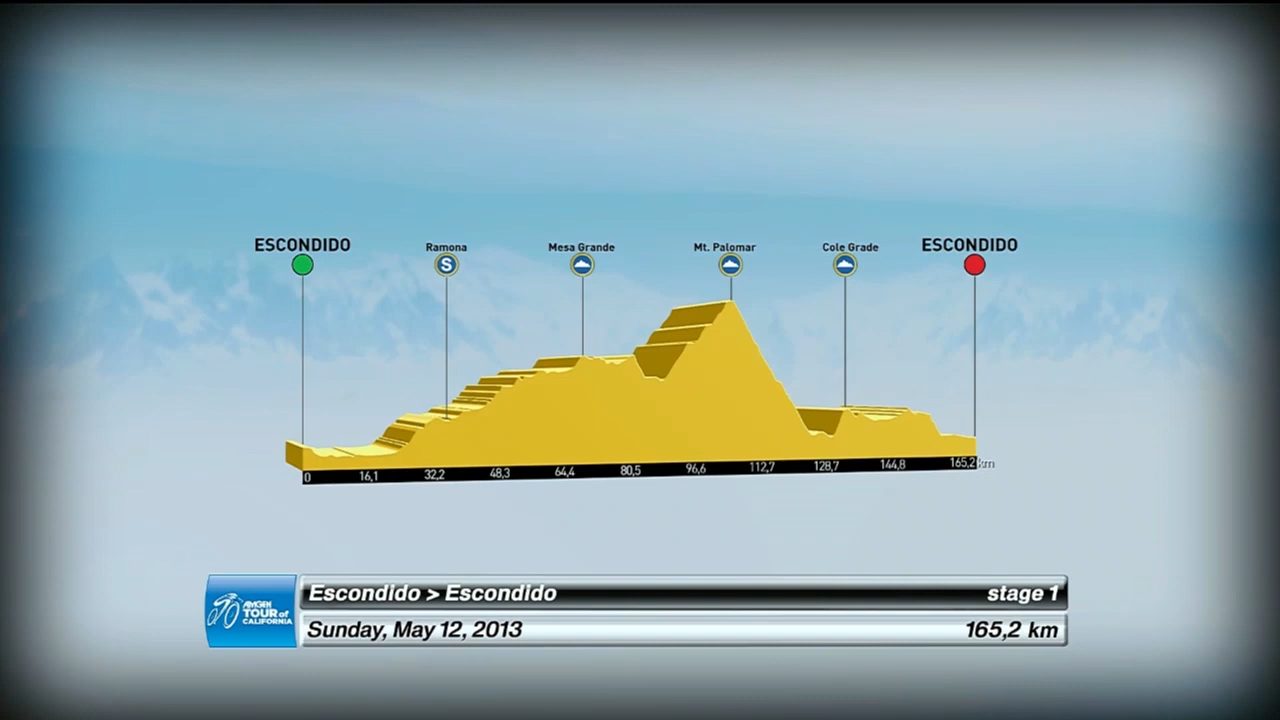 ESCONDIDO Ramona Mesa Grande Mt. Palomar Cole Grade ESCONDIDO
S
0 16,1 32,2 48,3 64,4 80,5 96,6 112,7 128,7 144,8 165,2 km
AMGEN
TOUR of
CALIFORNIA
Escondido > Escondido stage 1
Sunday, May 12, 2013 165,2 km